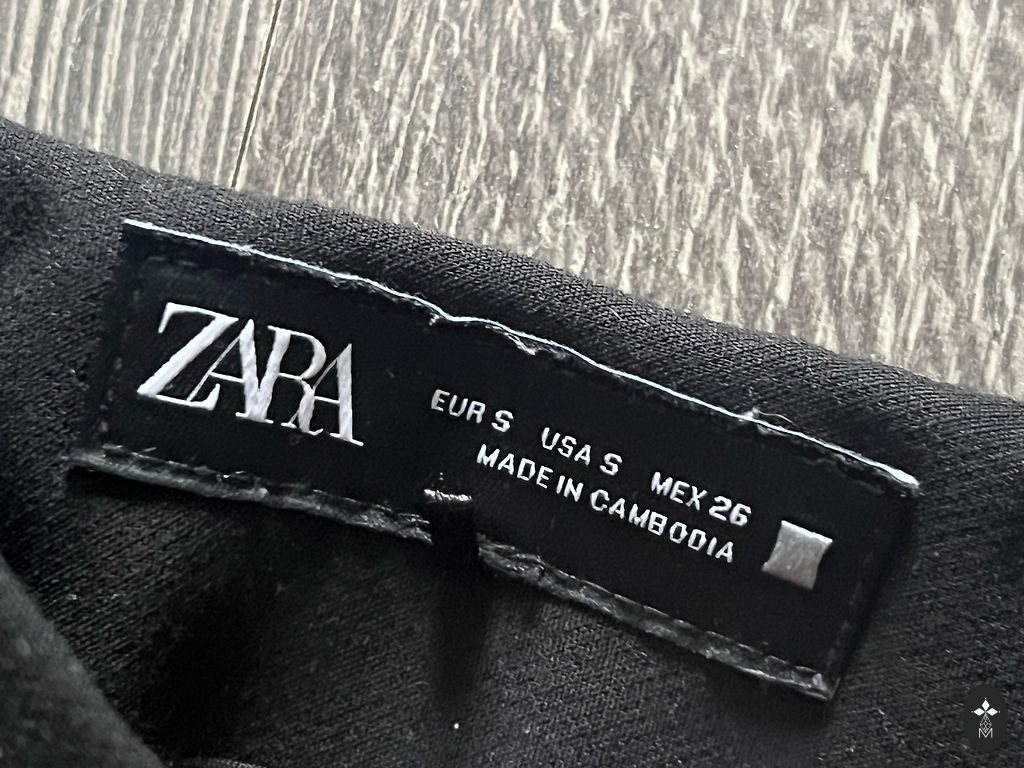 ZARA
EUR S USA S MEX 26
MADE IN CAMBODIA
M